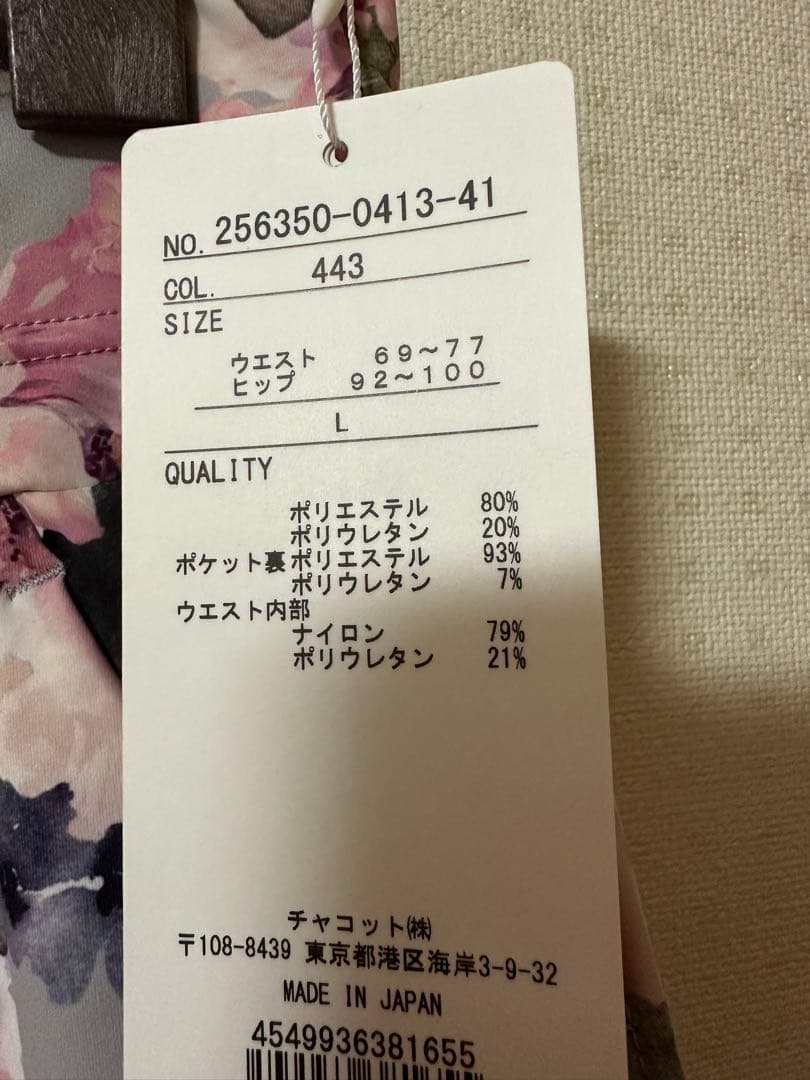 NO. 256350-0413-41
COL. 443
SIZE
ウエスト 69〜77
ヒップ 92〜100
L
QUALITY
ポリエステル 80%
ポリウレタン 20%
ポケット裏ポリエステル 93%
ポリウレタン 7%
ウエスト内部
ナイロン 79%
ポリウレタン 21%
チャコット㈱
〒108-8439 東京都港区海岸3-9-32
MADE IN JAPAN
4549936381655